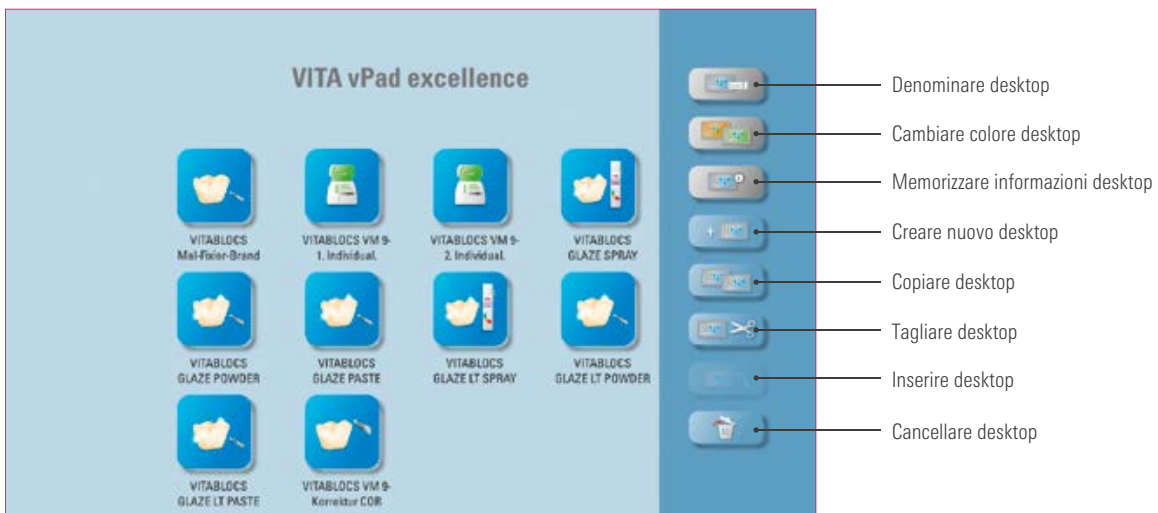 VITA vPad excellence
VITABLOCS
Mal-Fixier-Brand
VITABLOCS VM 9-
1. Individual.
VITABLOCS VM 9-
2. Individual.
VITABLOCS
GLAZE SPRAY
VITABLOCS
GLAZE POWDER
VITABLOCS
GLAZE PASTE
VITABLOCS
GLAZE LT SPRAY
VITABLOCS
GLAZE LT POWDER
VITABLOCS
GLAZE LT PASTE
VITABLOCS VM 9-
Korrektur COR
Denominare desktop
Cambiare colore desktop
Memorizzare informazioni desktop
Creare nuovo desktop
Copiare desktop
Tagliare desktop
Inserire desktop
Cancellare desktop